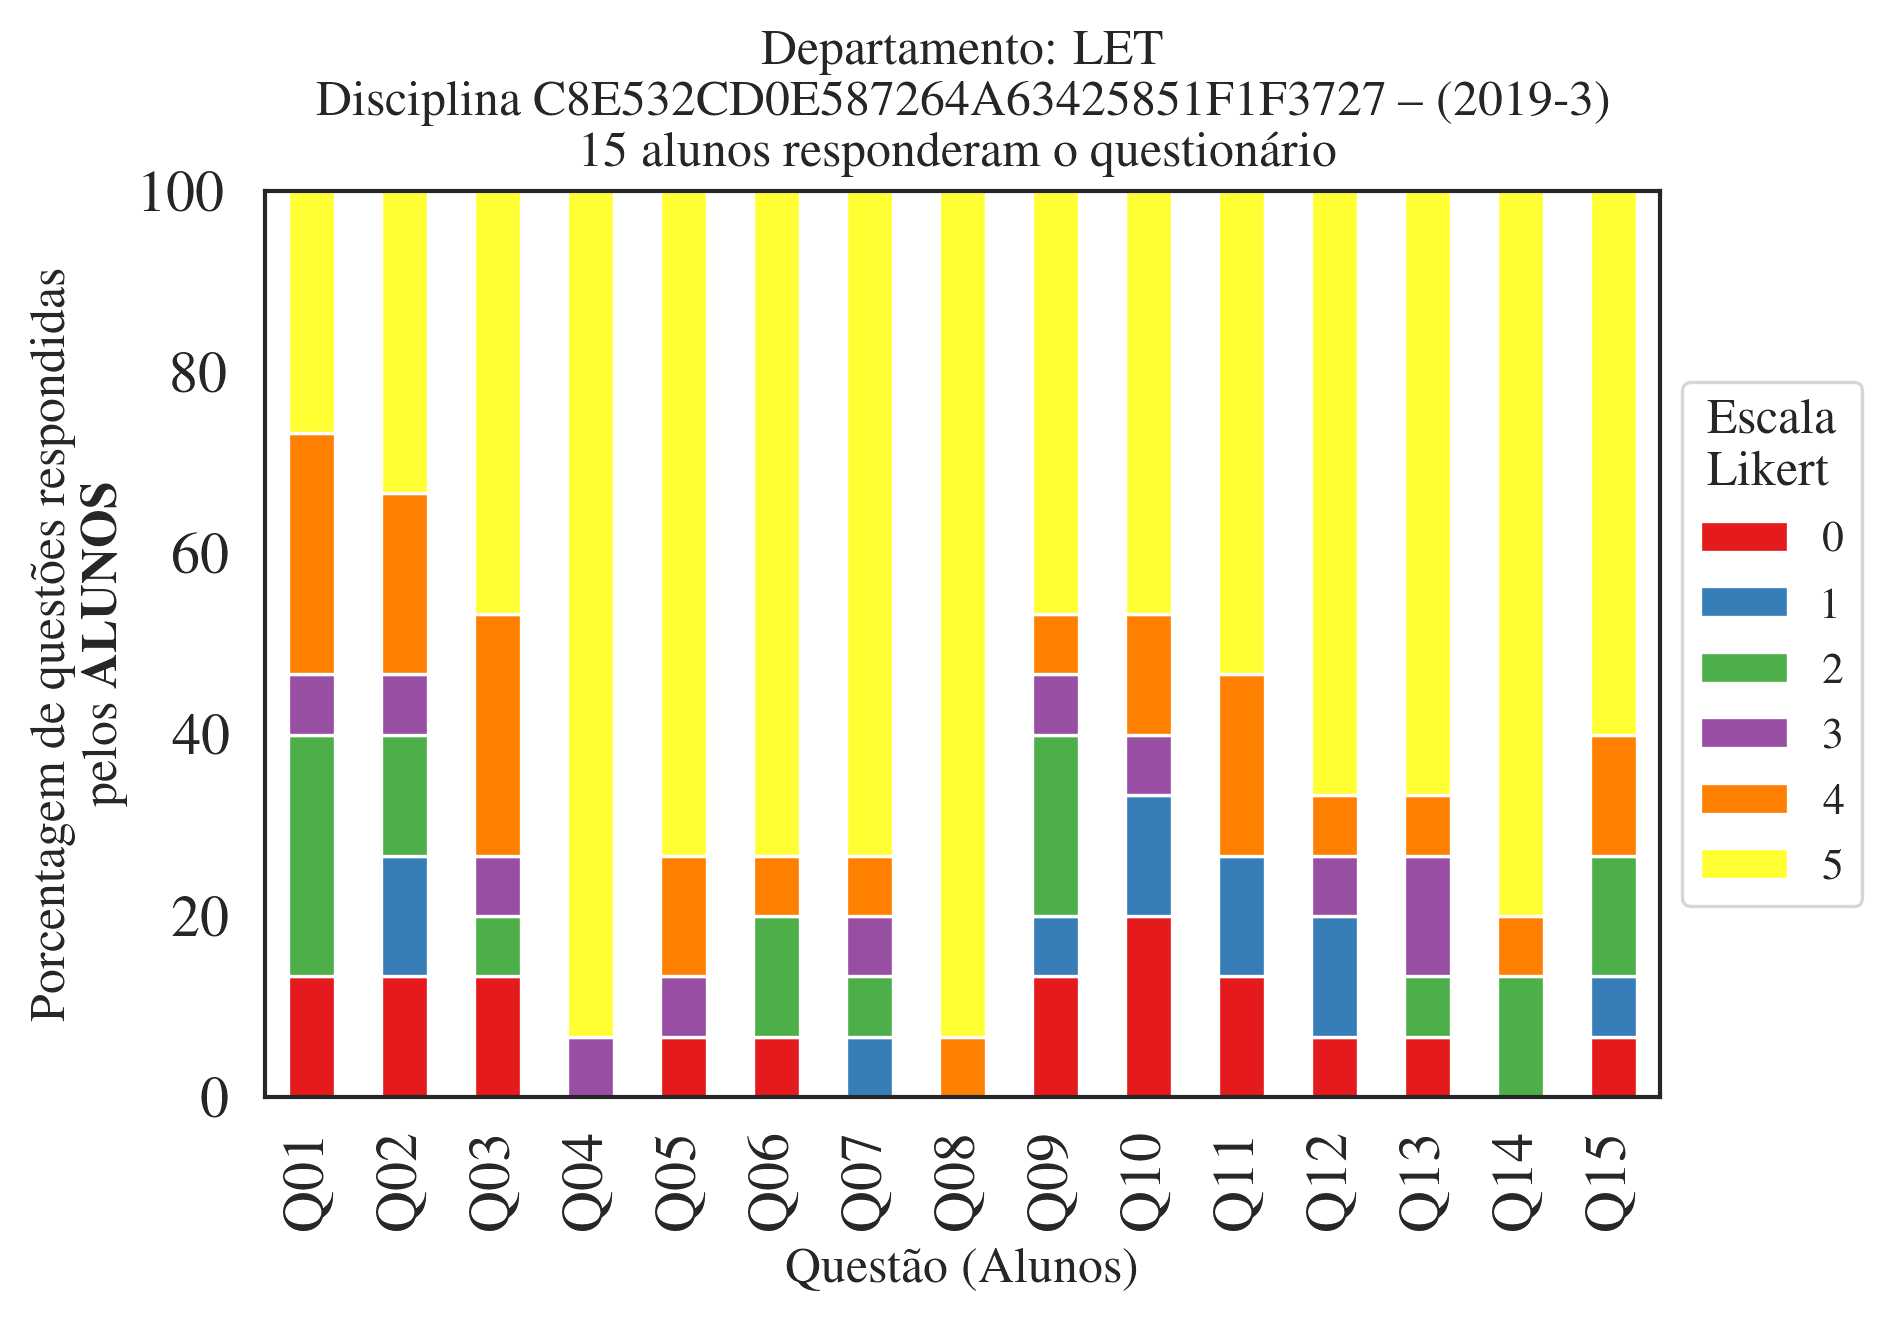 Departamento: LET
Disciplina C8E532CD0E587264A63425851F1F3727 – (2019-3)
15 alunos responderam o questionário
100
80
60
40
20
0
Porcentagem de questões respondidas
pelos ALUNOS
Q01
Q02
Q03
Q04
Q05
Q06
Q07
Q08
Q09
Q10
Q11
Q12
Q13
Q14
Q15
Questão (Alunos)
Escala
Likert
0
1
2
3
4
5